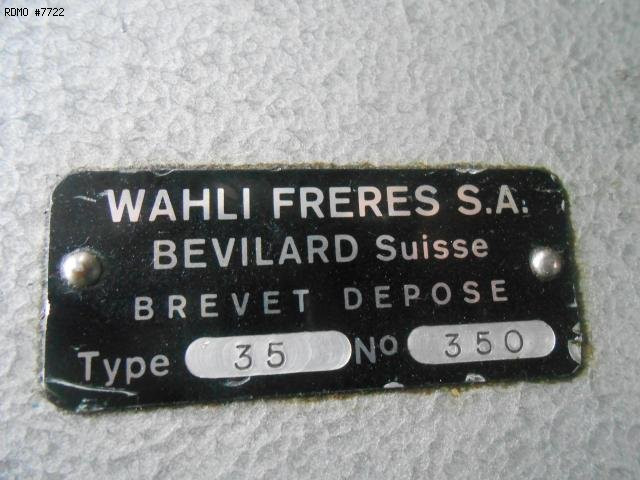 RDMO #7722
WAHLI FRERES S.A.
BEVILARD Suisse
BREVET DEPOSE
Type 35 No 350